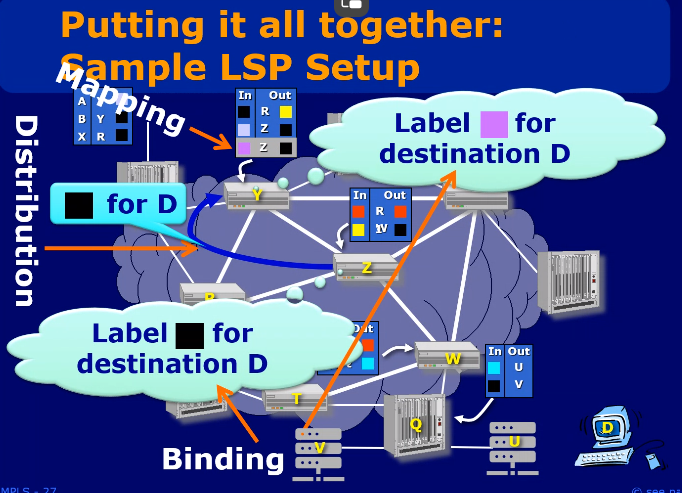 Putting it all together:
Sample LSP Setup
Mapping
Distribution
A
B Y
X R
In Out
R
Z
Z
Label for
destination D
for D
Y
In Out
R
Z
R
Label for
destination D
Out
W
In Out
U
V
T
Q
V
U
D
Binding
MPLS - 27